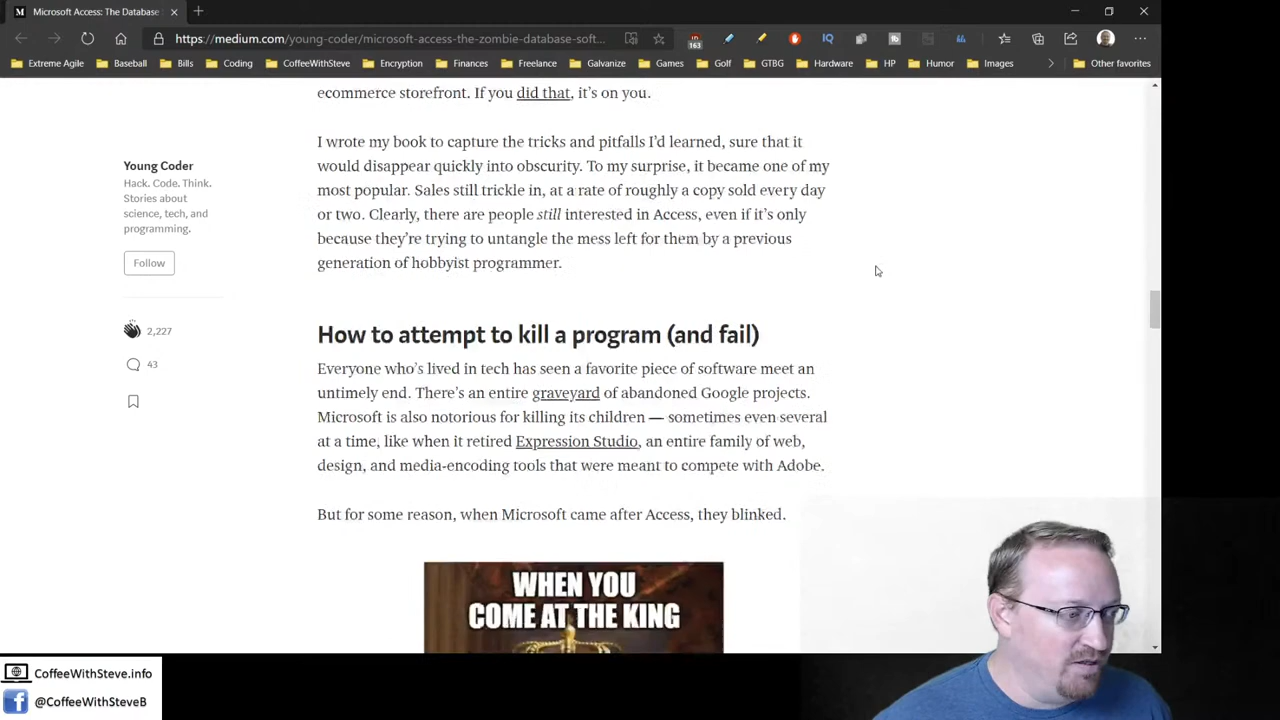 Microsoft Access: The Database
https://medium.com/young-coder/microsoft-access-the-zombie-database-soft...
163
Extreme Agile
Baseball
Bills
Coding
CoffeeWithSteve
Encryption
Finances
Freelance
Galvanize
Games
Golf
GTBG
Hardware
HP
Humor
Images
Other favorites
ecommerce storefront. If you did that, it's on you.
I wrote my book to capture the tricks and pitfalls I'd learned, sure that it
would disappear quickly into obscurity. To my surprise, it became one of my
most popular. Sales still trickle in, at a rate of roughly a copy sold every day
or two. Clearly, there are people still interested in Access, even if it's only
because they're trying to untangle the mess left for them by a previous
generation of hobbyist programmer.
Young Coder
Hack. Code. Think.
Stories about
science, tech, and
programming.
Follow
2,227
43
How to attempt to kill a program (and fail)
Everyone who's lived in tech has seen a favorite piece of software meet an
untimely end. There's an entire graveyard of abandoned Google projects.
Microsoft is also notorious for killing its children — sometimes even several
at a time, like when it retired Expression Studio, an entire family of web,
design, and media-encoding tools that were meant to compete with Adobe.
But for some reason, when Microsoft came after Access, they blinked.
WHEN YOU
COME AT THE KING
CoffeeWithSteve.info
@CoffeeWithSteveB